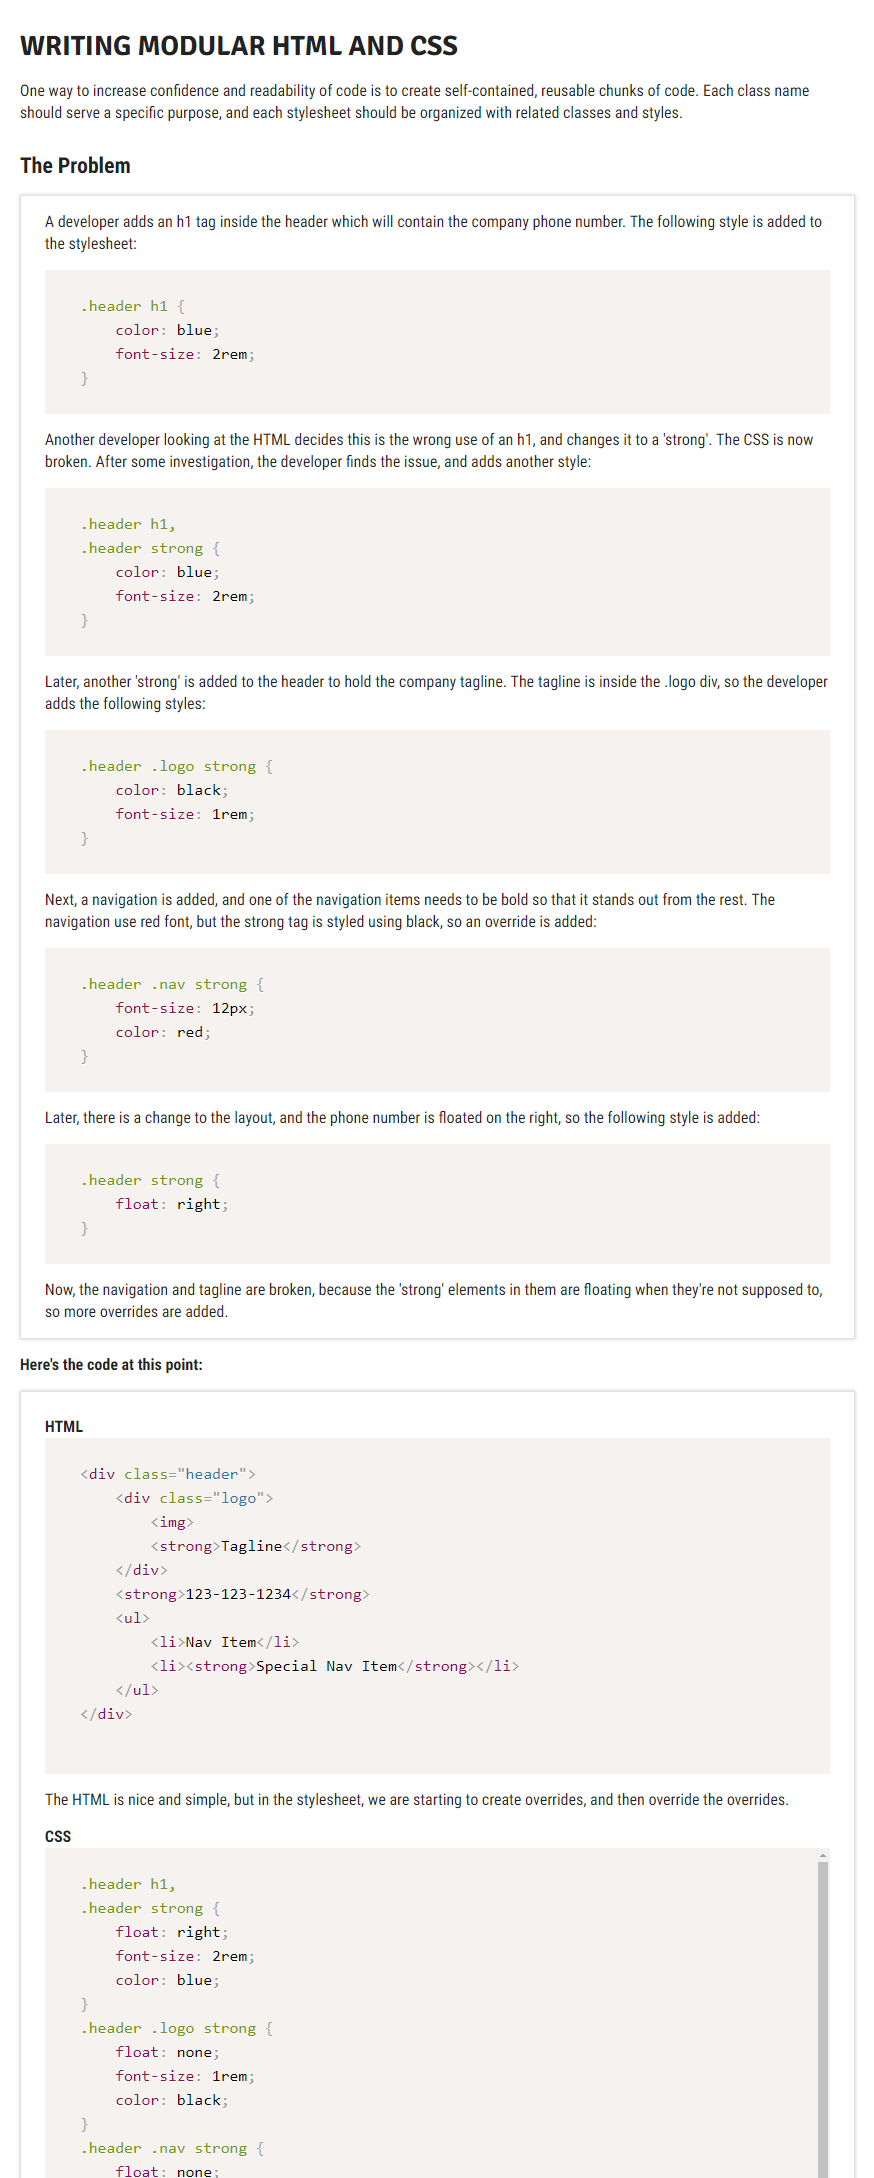 WRITING MODULAR HTML AND CSS
One way to increase confidence and readability of code is to create self-contained, reusable chunks of code. Each class name
should serve a specific purpose, and each stylesheet should be organized with related classes and styles.
The Problem
A developer adds an h1 tag inside the header which will contain the company phone number. The following style is added to
the stylesheet:
.header h1 {
    color: blue;
    font-size: 2rem;
}
Another developer looking at the HTML decides this is the wrong use of an h1, and changes it to a 'strong'. The CSS is now
broken. After some investigation, the developer finds the issue, and adds another style:
.header h1,
.header strong {
    color: blue;
    font-size: 2rem;
}
Later, another 'strong' is added to the header to hold the company tagline. The tagline is inside the .logo div, so the developer
adds the following styles:
.header .logo strong {
    color: black;
    font-size: 1rem;
}
Next, a navigation is added, and one of the navigation items needs to be bold so that it stands out from the rest. The
navigation use red font, but the strong tag is styled using black, so an override is added:
.header .nav strong {
    font-size: 12px;
    color: red;
}
Later, there is a change to the layout, and the phone number is floated on the right, so the following style is added:
.header strong {
    float: right;
}
Now, the navigation and tagline are broken, because the 'strong' elements in them are floating when they're not supposed to,
so more overrides are added.
Here's the code at this point:
HTML
<div class="header">
    <div class="logo">
        <img>
        <strong>Tagline</strong>
    </div>
    <strong>123-123-1234</strong>
    <ul>
        <li>Nav Item</li>
        <li><strong>Special Nav Item</strong></li>
    </ul>
</div>
The HTML is nice and simple, but in the stylesheet, we are starting to create overrides, and then override the overrides.
CSS
.header h1,
.header strong {
    float: right;
    font-size: 2rem;
    color: blue;
}
.header .logo strong {
    float: none;
    font-size: 1rem;
    color: black;
}
.header .nav strong {
    float: none;